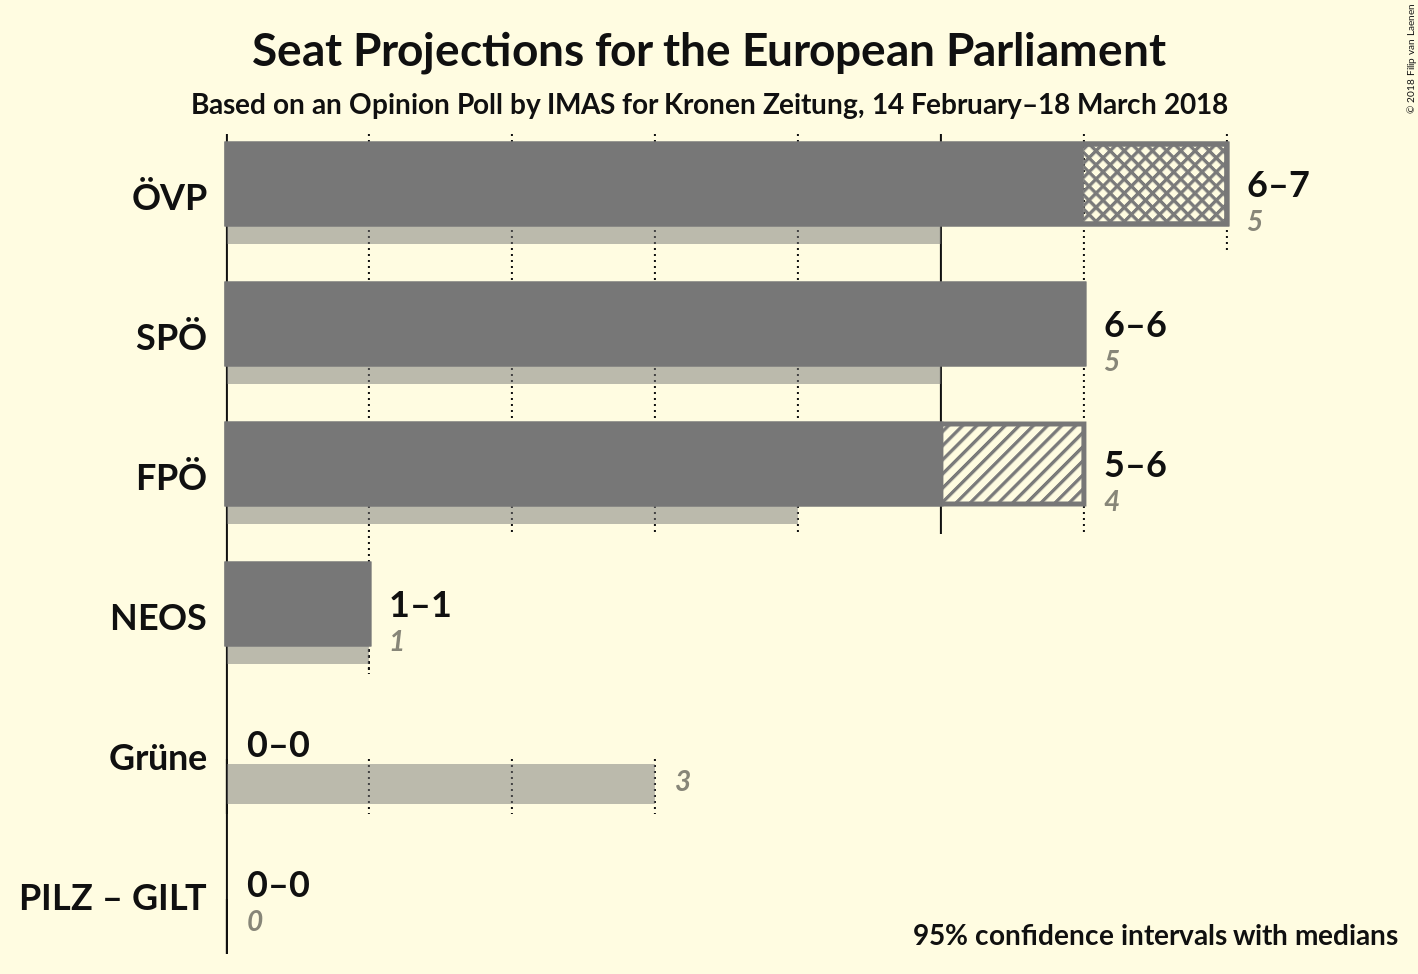 Seat Projections for the European Parliament
Based on an Opinion Poll by IMAS for Kronen Zeitung, 14 February–18 March 2018
© 2018 Filip van Laenen
ÖVP
6–7
5
SPÖ
6–6
5
FPÖ
5–6
4
NEOS
1–1
1
Grüne
0–0
3
PILZ – GILT
0–0
0
95% confidence intervals with medians